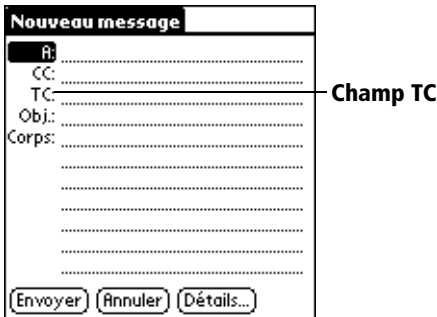 Nouveau message
A:
CC:
TC:
Champ TC
Obj.:
Corps:
Envoyer Annuler Détails...